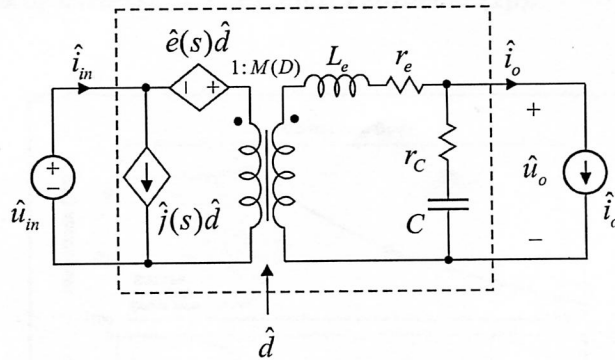 î_in
ê(s)d̂
1:M(D)
L_e
r_e
î_o
+
−
+
r_C
+
−
û_in
ĵ(s)d̂
û_o
C
î_o
−
d̂